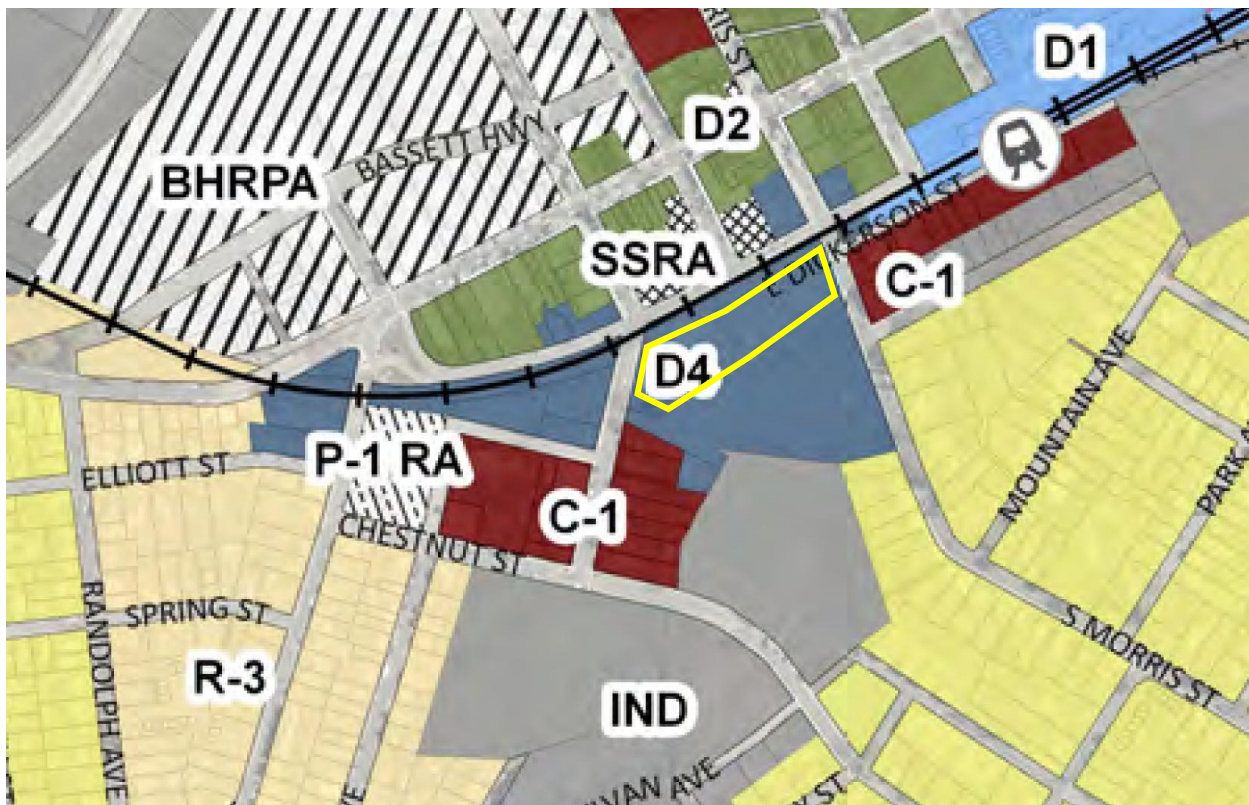 D1
D2
BASSETT HWY
BHRPA
E DICKERSON ST
SSRA
C-1
D4
MOUNTAIN AVE
P-1 RA
ELLIOTT ST
C-1
CHESTNUT ST
RANDOLPH AVE
SPRING ST
S MORRIS ST
R-3
IND